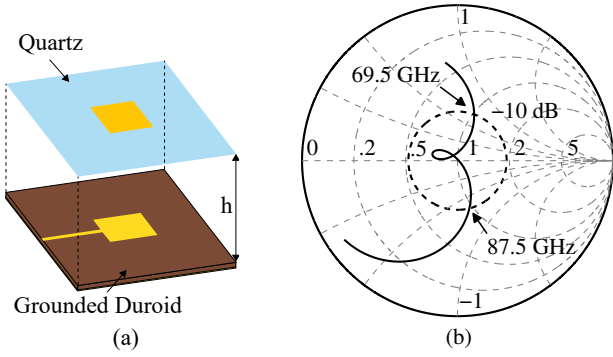 Quartz
h
Grounded Duroid
(a)
1
69.5 GHz
−10 dB
0 .2 .5 1 2 5
87.5 GHz
−1
(b)